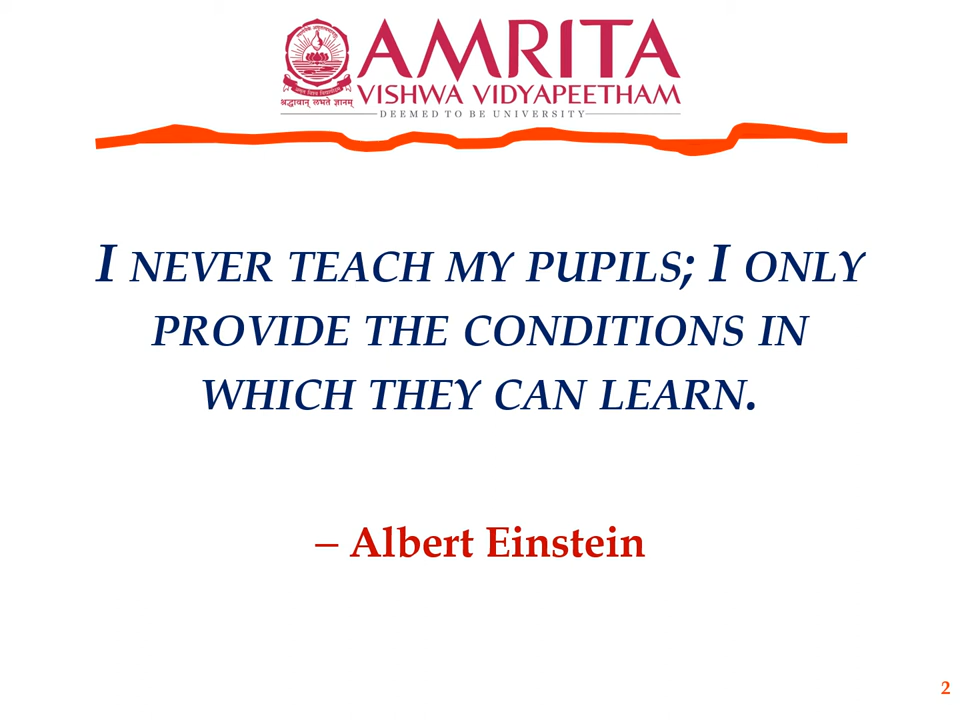 AMRITA
VISHWA VIDYAPEETHAM
श्रद्धावान् लभते ज्ञानम्
DEEMED TO BE UNIVERSITY
I NEVER TEACH MY PUPILS; I ONLY
PROVIDE THE CONDITIONS IN
WHICH THEY CAN LEARN.
– Albert Einstein
2